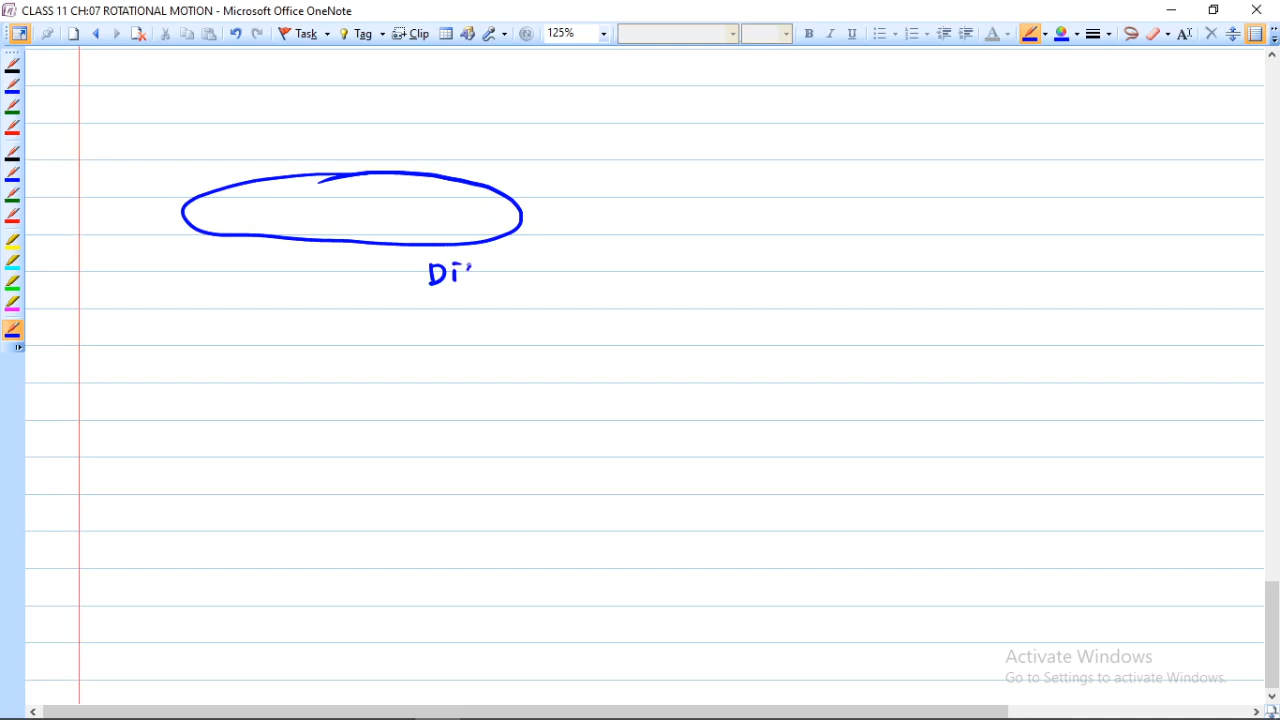 CLASS 11 CH:07 ROTATIONAL MOTION - Microsoft Office OneNote
Task Tag Clip 125% B I U A
Di
Activate Windows
Go to Settings to activate Windows.